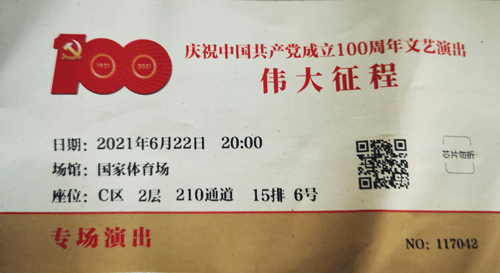 100
1921 2021
庆祝中国共产党成立100周年文艺演出
伟大征程
日期: 2021年6月22日 20:00
场馆: 国家体育场
座位: C区 2层 210通道 15排 6号
芯片勿折
专场演出
NO: 117042